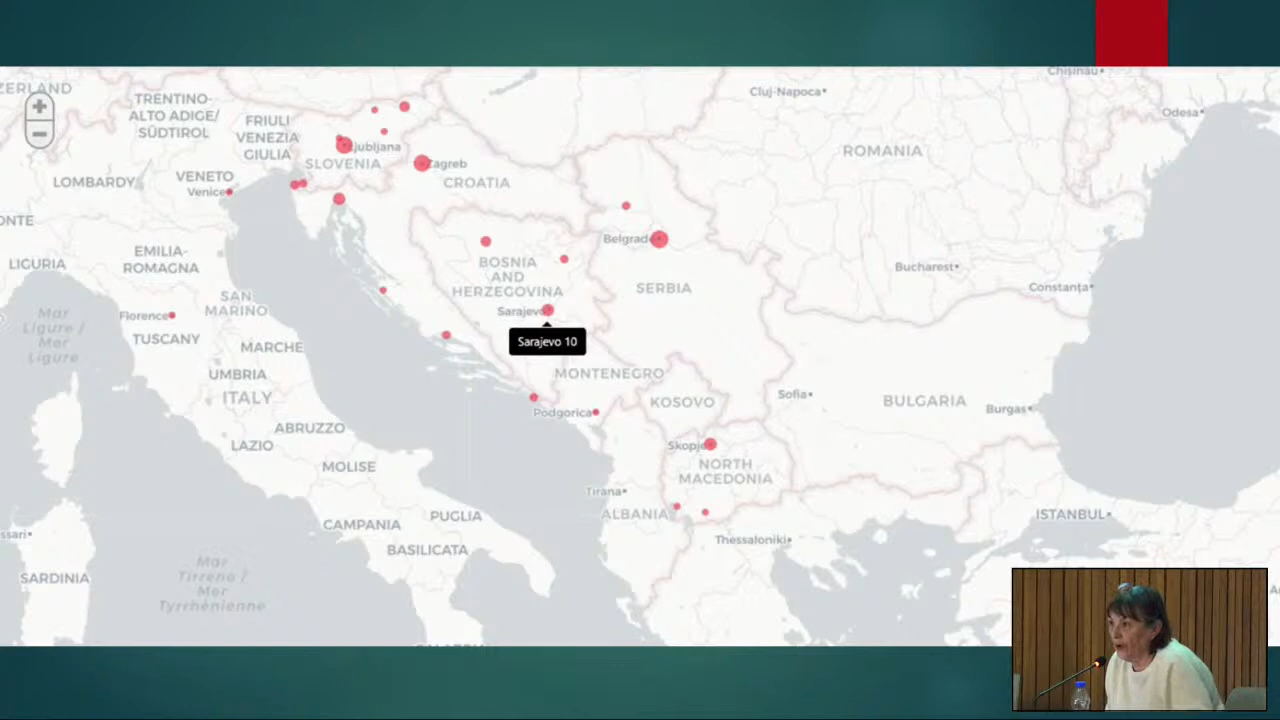 ZERLAND
+
−
TRENTINO-
ALTO ADIGE/
SÜDTIROL
FRIULI
VENEZIA
GIULIA
Ljubljana
SLOVENIA
Zagreb
CROATIA
LOMBARDY
VENETO
Venice
ONTE
EMILIA-
ROMAGNA
LIGURIA
SAN
MARINO
Mar
Ligure /
Mer
Ligure
Florence
TUSCANY
MARCHE
UMBRIA
ITALY
ABRUZZO
LAZIO
MOLISE
CAMPANIA
PUGLIA
BASILICATA
ssari
SARDINIA
Mar
Tirreno /
Mer
Tyrrhénienne
BOSNIA
AND
HERZEGOVINA
Sarajevo
Sarajevo 10
Belgrade
SERBIA
MONTENEGRO
Podgorica
KOSOVO
Skopje
NORTH
MACEDONIA
Tirana
ALBANIA
Thessaloniki
Cluj-Napoca
ROMANIA
Chișinău
Odesa
Bucharest
Constanța
Sofia
BULGARIA
Burgas
ISTANBUL